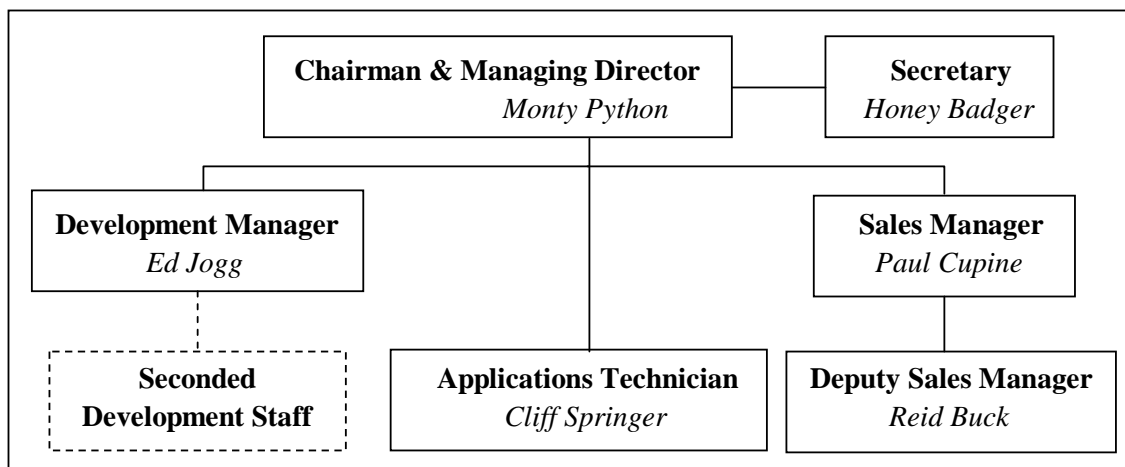 Chairman & Managing Director
Monty Python
Secretary
Honey Badger
Development Manager
Ed Jogg
Sales Manager
Paul Cupine
Seconded
Development Staff
Applications Technician
Cliff Springer
Deputy Sales Manager
Reid Buck